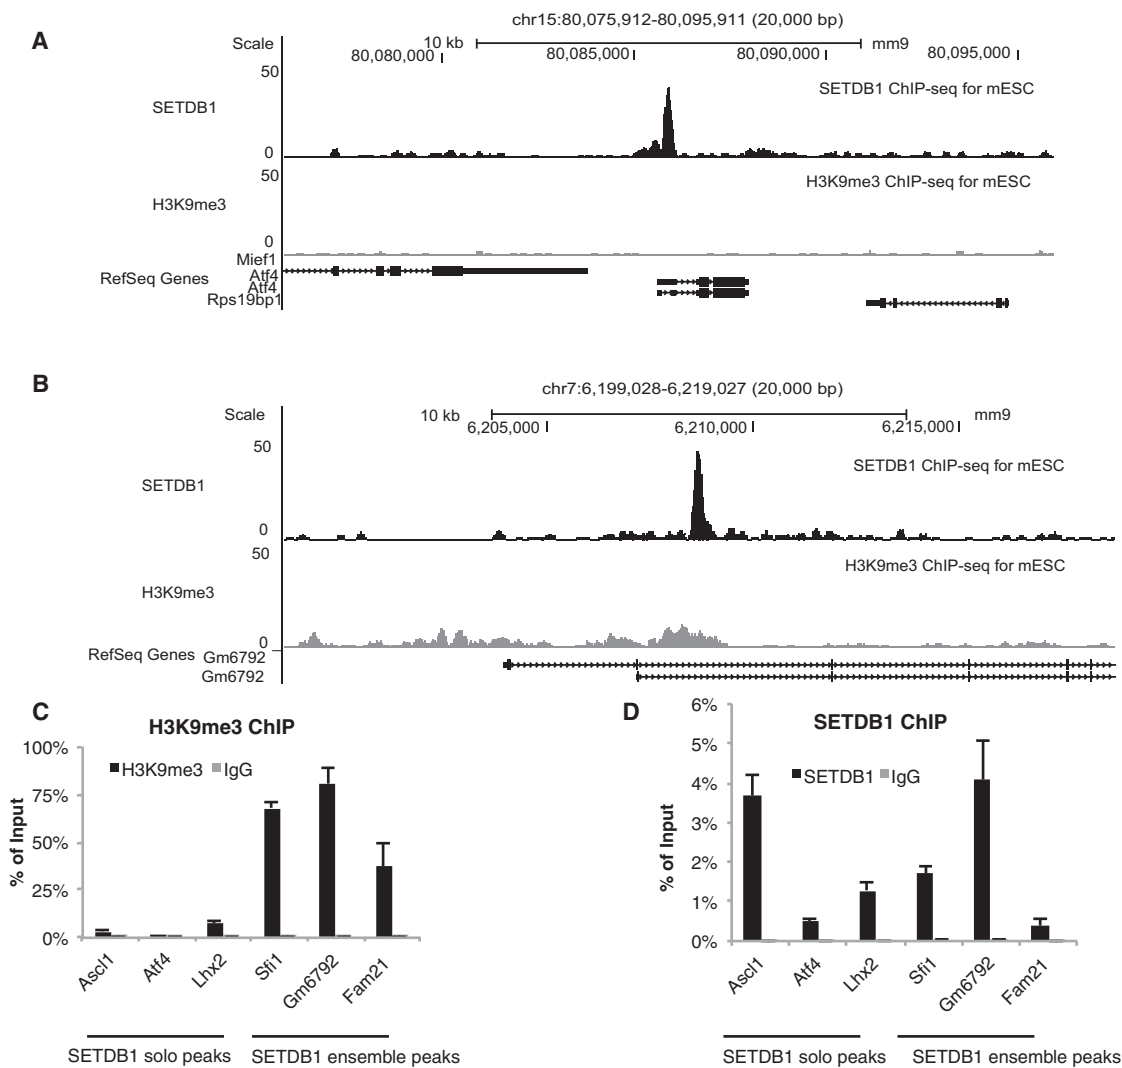 A
chr15:80,075,912-80,095,911 (20,000 bp)
Scale
10 kb
mm9
80,080,000
80,085,000
80,090,000
80,095,000
50
SETDB1 ChIP-seq for mESC
SETDB1
0
50
H3K9me3 ChIP-seq for mESC
H3K9me3
0
Mief1
RefSeq Genes
Atf4
Atf4
Rps19bp1
B
chr7:6,199,028-6,219,027 (20,000 bp)
Scale
10 kb
mm9
6,205,000
6,210,000
6,215,000
50
SETDB1 ChIP-seq for mESC
SETDB1
0
50
H3K9me3 ChIP-seq for mESC
H3K9me3
0
RefSeq Genes
Gm6792
Gm6792
C
H3K9me3 ChIP
100%
75%
50%
25%
0%
% of Input
H3K9me3 IgG
Ascl1
Atf4
Lhx2
Sfi1
Gm6792
Fam21
SETDB1 solo peaks
SETDB1 ensemble peaks
D
SETDB1 ChIP
6%
5%
4%
3%
2%
1%
0%
% of Input
SETDB1 IgG
Ascl1
Atf4
Lhx2
Sfi1
Gm6792
Fam21
SETDB1 solo peaks
SETDB1 ensemble peaks